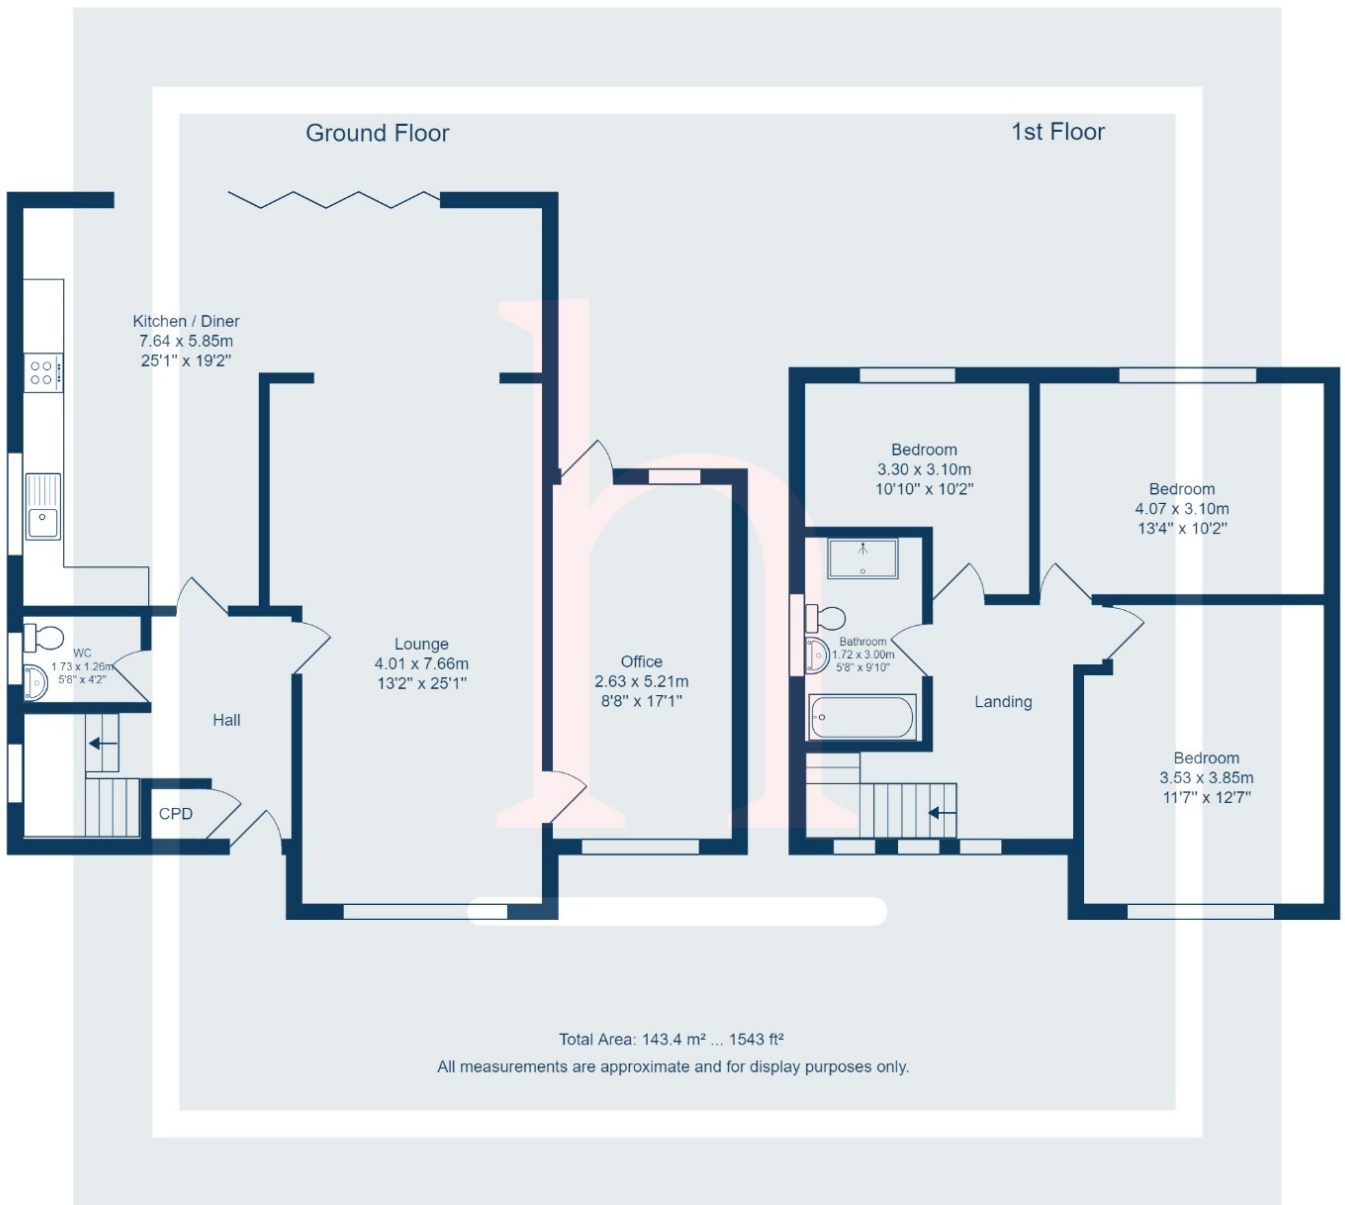 Ground Floor
1st Floor
Kitchen / Diner
7.64 x 5.85m
25'1" x 19'2"
WC
1.73 x 1.26m
5'8" x 4'2"
Hall
CPD
Lounge
4.01 x 7.66m
13'2" x 25'1"
Office
2.63 x 5.21m
8'8" x 17'1"
Bedroom
3.30 x 3.10m
10'10" x 10'2"
Bedroom
4.07 x 3.10m
13'4" x 10'2"
Bathroom
1.72 x 3.00m
5'8" x 9'10"
Landing
Bedroom
3.53 x 3.85m
11'7" x 12'7"
h
Total Area: 143.4 m² ... 1543 ft²
All measurements are approximate and for display purposes only.